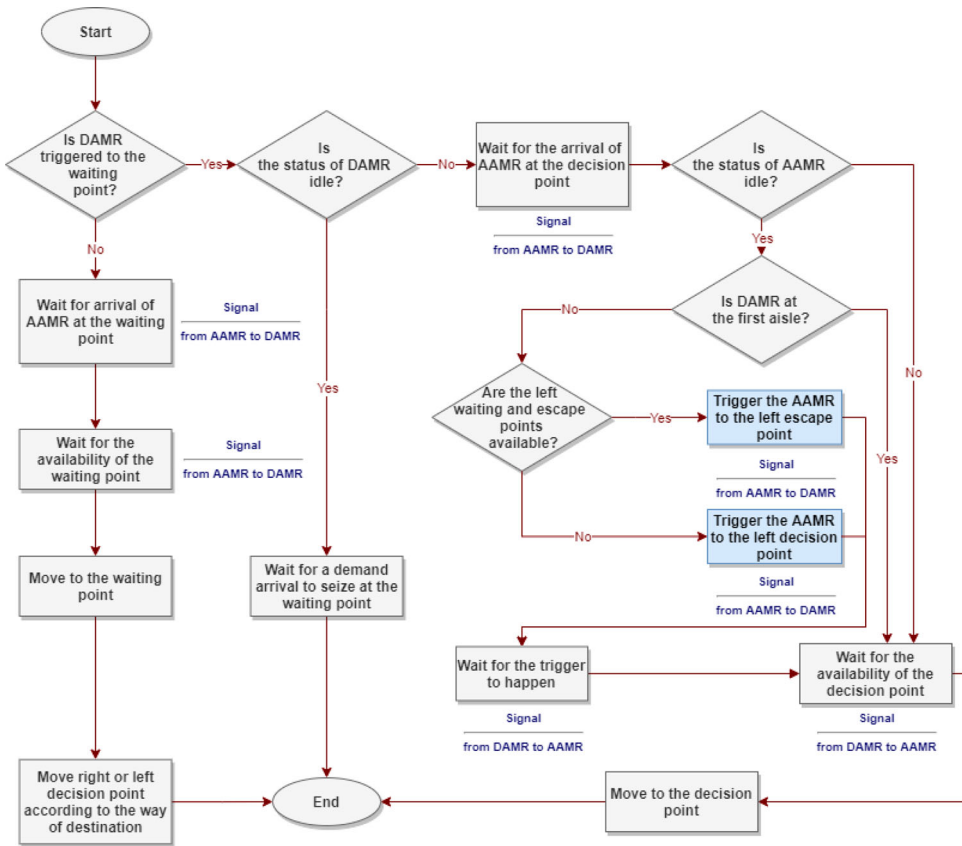 Start
Is DAMR
triggered to the
waiting
point?
Yes
Is
the status of DAMR
idle?
No
Wait for the arrival of
AAMR at the decision
point
Signal
from AAMR to DAMR
Is
the status of AAMR
idle?
No
Yes
No
Wait for arrival of
AAMR at the waiting
point
Signal
from AAMR to DAMR
Is DAMR at
the first aisle?
No
Yes
Yes
Are the left
waiting and escape
points
available?
Yes
Trigger the AAMR
to the left escape
point
Signal
from AAMR to DAMR
No
Trigger the AAMR
to the left decision
point
Signal
from AAMR to DAMR
Wait for the
availability of the
waiting point
Signal
from AAMR to DAMR
Move to the waiting
point
Wait for a demand
arrival to seize at the
waiting point
Wait for the trigger
to happen
Signal
from DAMR to AAMR
Wait for the
availability of the
decision point
Signal
from DAMR to AAMR
Move right or left
decision point
according to the way
of destination
End
Move to the decision
point